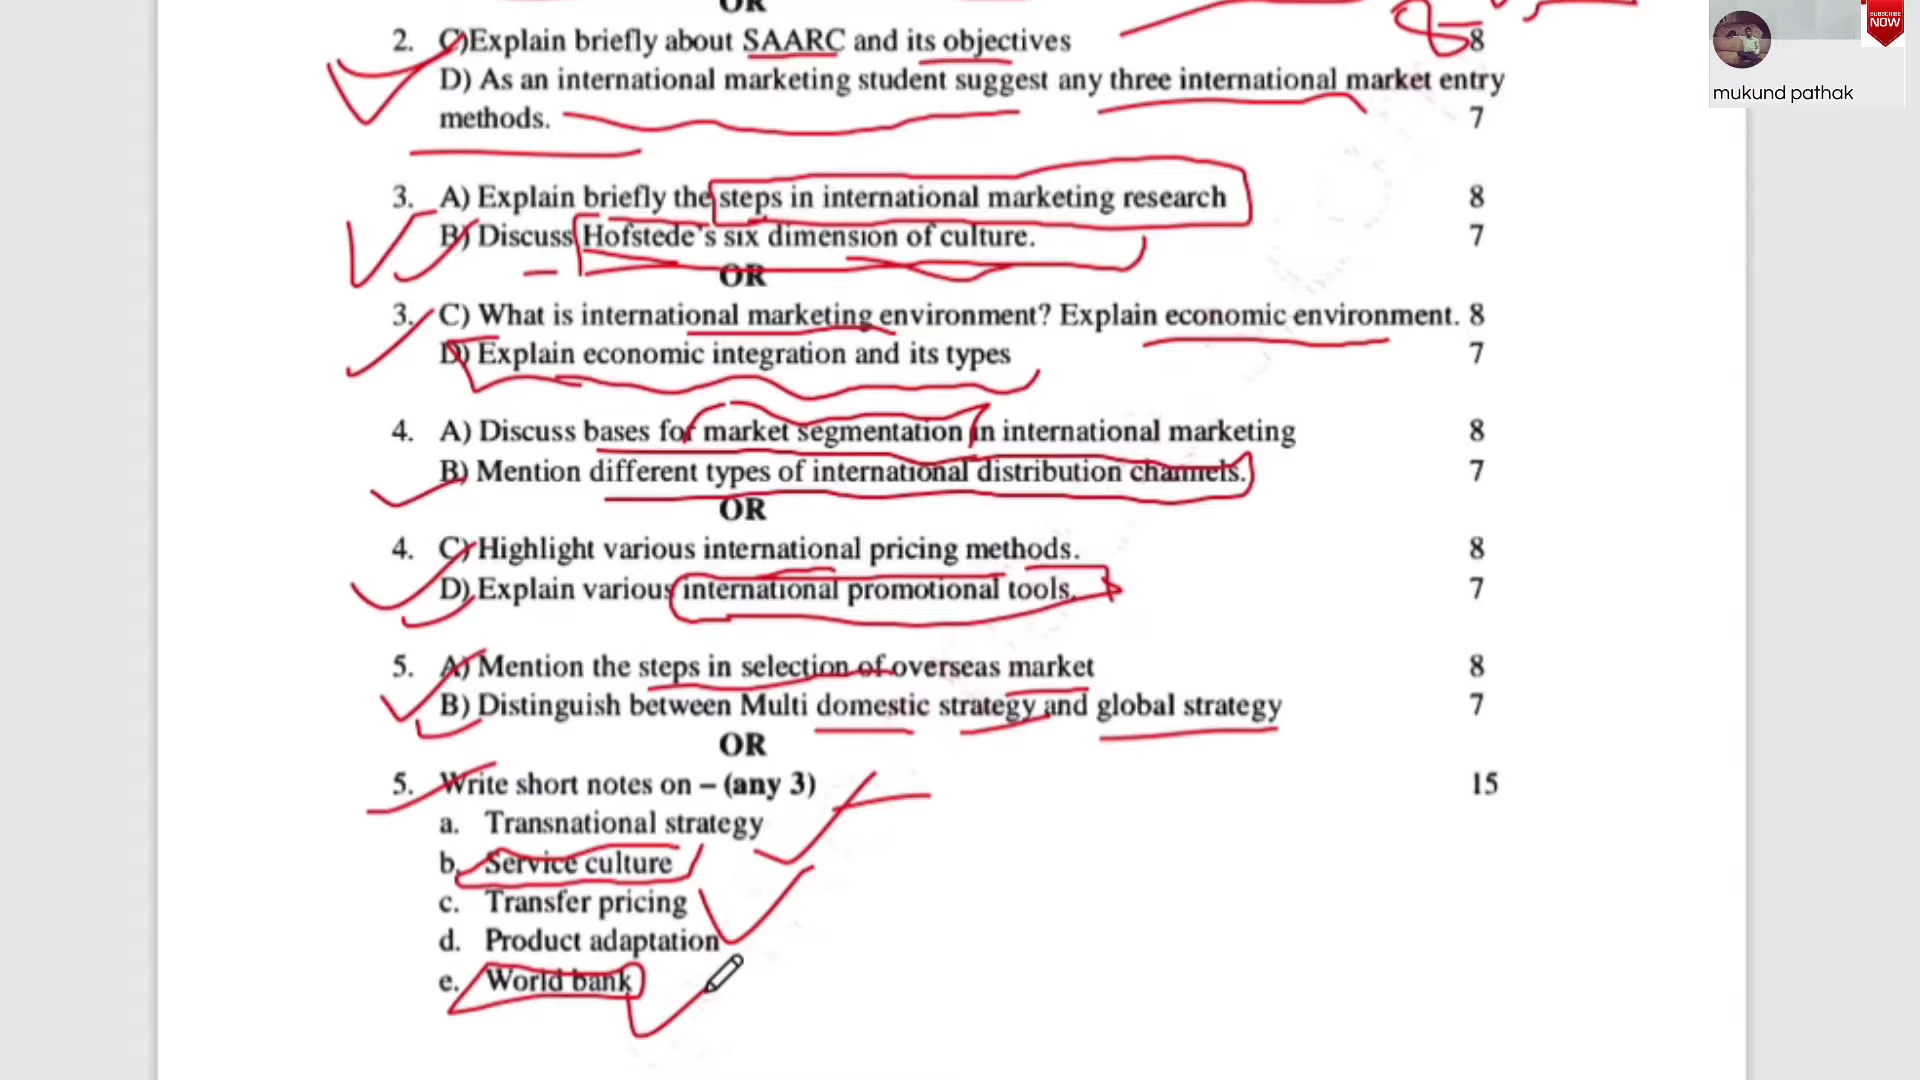 OR
2. C)Explain briefly about SAARC and its objectives 8
D) As an international marketing student suggest any three international market entry
methods. 7
3. A) Explain briefly the steps in international marketing research 8
B) Discuss Hofstede's six dimension of culture. 7
OR
3. C) What is international marketing environment? Explain economic environment. 8
D) Explain economic integration and its types 7
4. A) Discuss bases for market segmentation in international marketing 8
B) Mention different types of international distribution channels. 7
OR
4. C) Highlight various international pricing methods. 8
D) Explain various international promotional tools. 7
5. A) Mention the steps in selection of overseas market 8
B) Distinguish between Multi domestic strategy and global strategy 7
OR
5. Write short notes on – (any 3) 15
a. Transnational strategy
b. Service culture
c. Transfer pricing
d. Product adaptation
e. World bank
SUBSCRIBE
NOW
mukund pathak